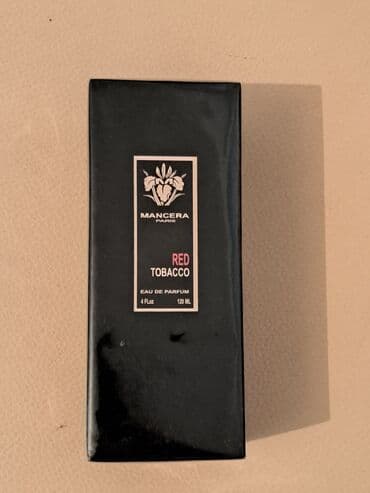 MANCERA
PARIS
RED
TOBACCO
EAU DE PARFUM
4 FLoz 120 ML